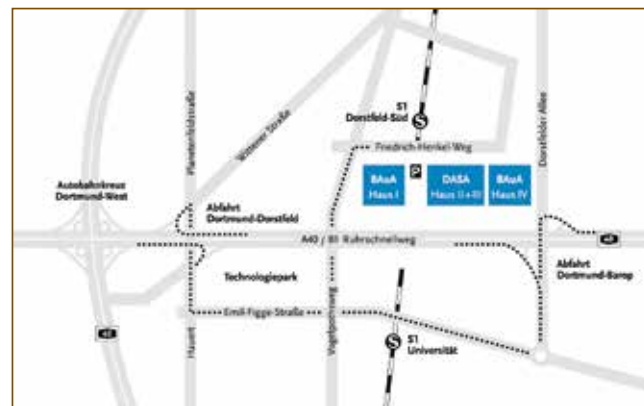 S1
Dorstfeld-Süd
S
Planetenfeldstraße
Wittener Straße
Dorstfelder Allee
Friedrich-Henkel-Weg
P
BAuA
Haus I
DASA
Haus II+III
BAuA
Haus IV
Autobahnkreuz
Dortmund-West
Abfahrt
Dortmund-Dorstfeld
A40 / B1 Ruhrschnellweg
Abfahrt
Dortmund-Barop
Technologiepark
Emil-Figge-Straße
Hauert
Vogelpothsweg
S
S1
Universität